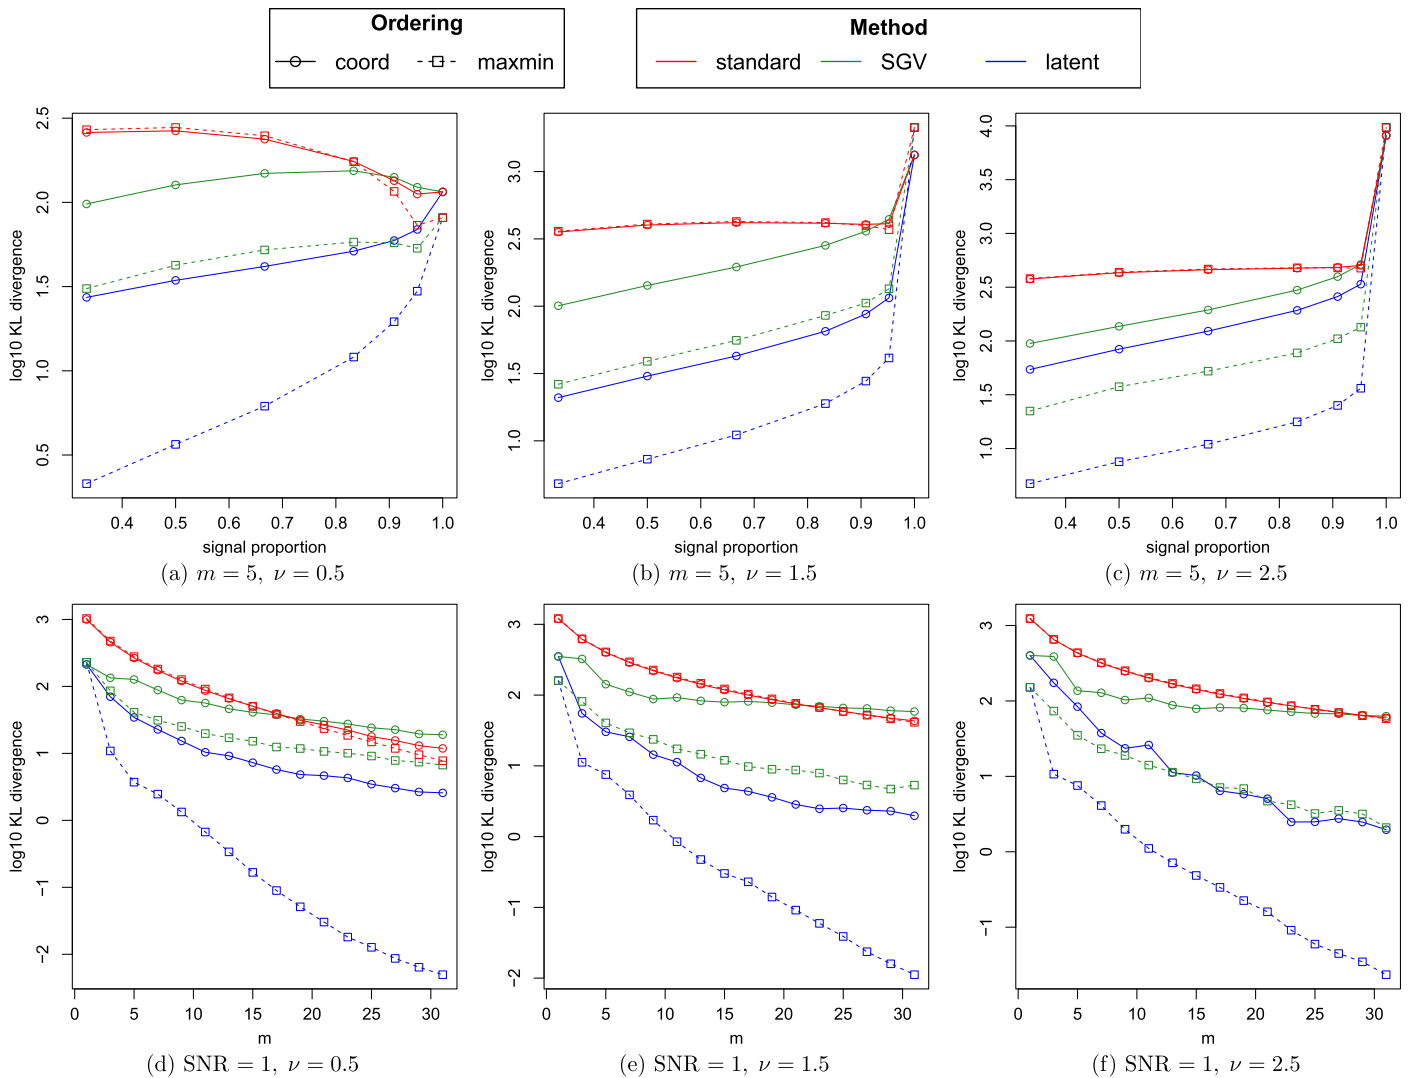 Ordering
coord maxmin
Method
standard SGV latent
log10 KL divergence
2.5
2.0
1.5
1.0
0.5
0.4 0.5 0.6 0.7 0.8 0.9 1.0
signal proportion
(a) m = 5, ν = 0.5
log10 KL divergence
3.0
2.5
2.0
1.5
1.0
0.4 0.5 0.6 0.7 0.8 0.9 1.0
signal proportion
(b) m = 5, ν = 1.5
log10 KL divergence
4.0
3.5
3.0
2.5
2.0
1.5
1.0
0.4 0.5 0.6 0.7 0.8 0.9 1.0
signal proportion
(c) m = 5, ν = 2.5
log10 KL divergence
3
2
1
0
−1
−2
0 5 10 15 20 25 30
m
(d) SNR = 1, ν = 0.5
log10 KL divergence
3
2
1
0
−1
−2
0 5 10 15 20 25 30
m
(e) SNR = 1, ν = 1.5
log10 KL divergence
3
2
1
0
−1
0 5 10 15 20 25 30
m
(f) SNR = 1, ν = 2.5